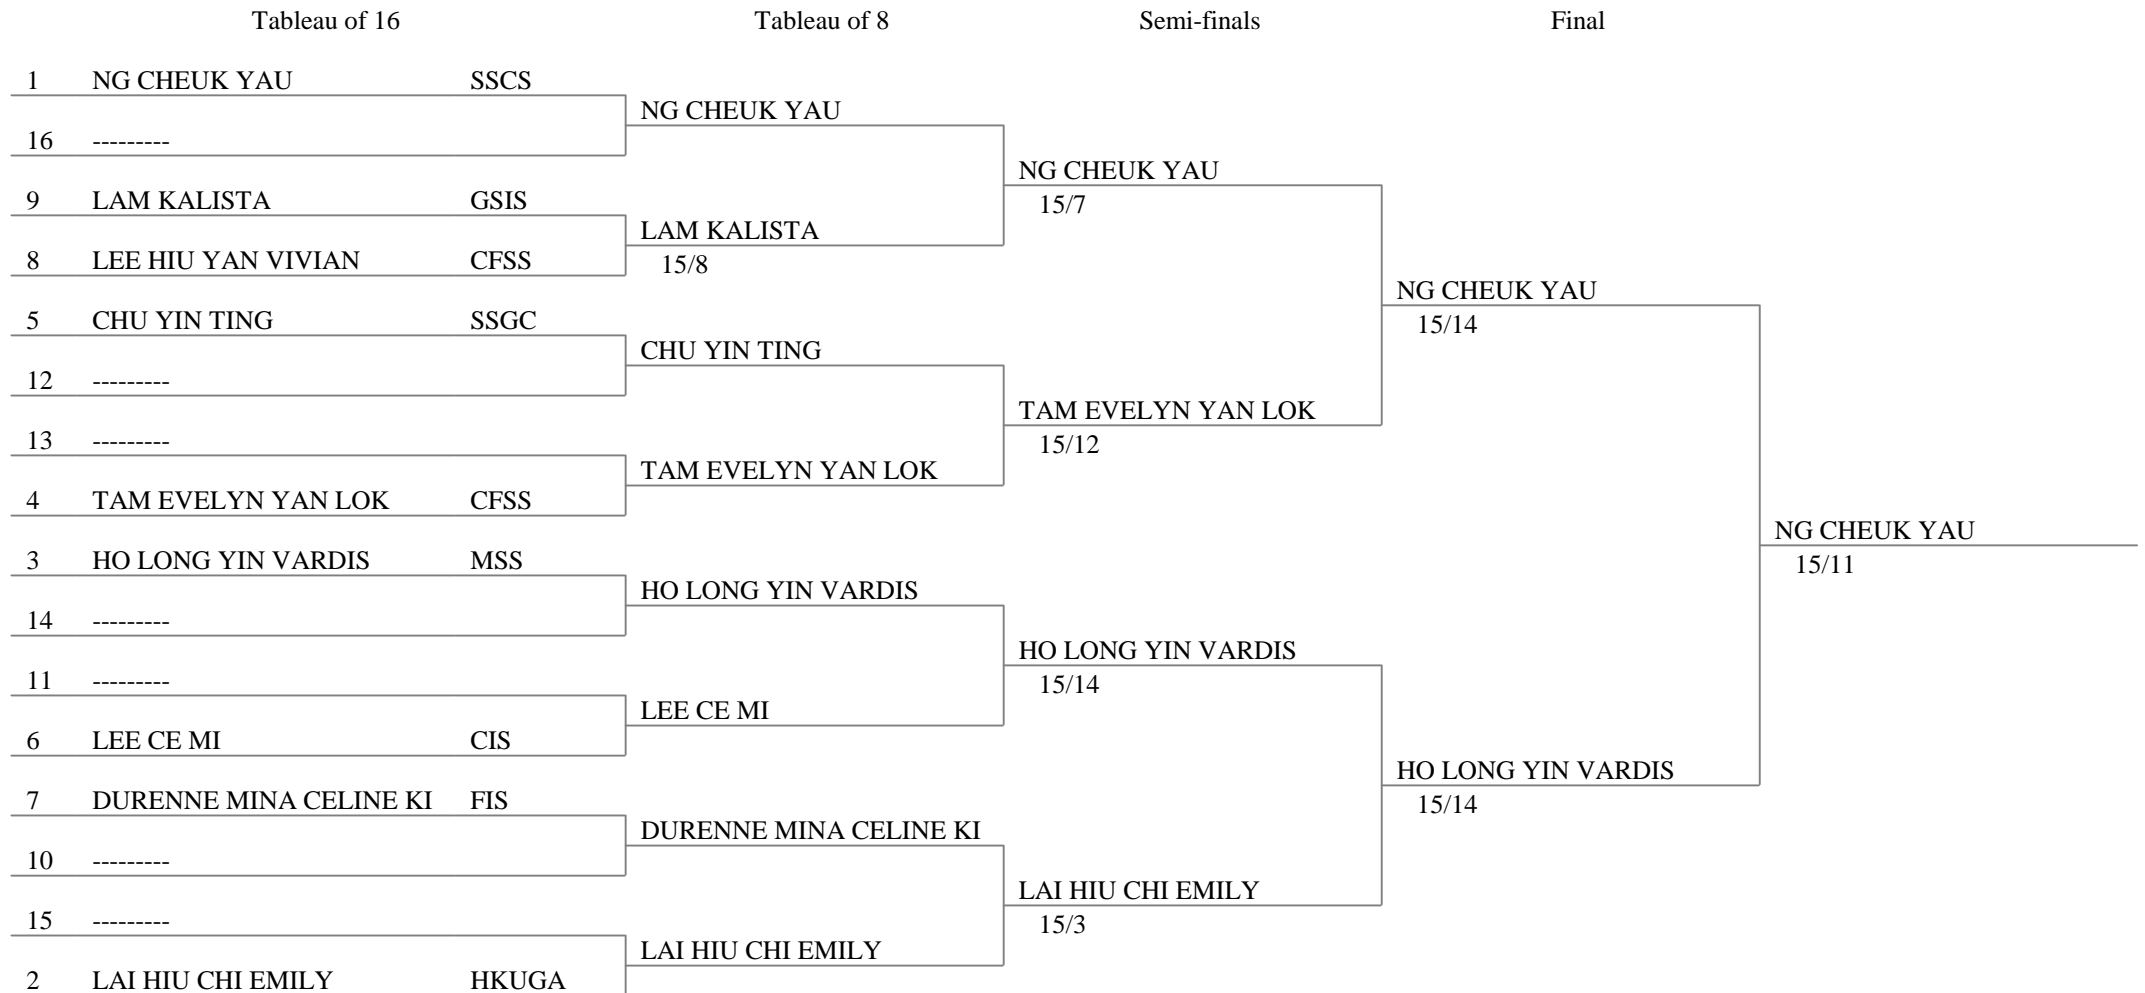 Tableau of 16 Tableau of 8 Semi-finals Final
1 NG CHEUK YAU SSCS
NG CHEUK YAU
16 ---------
NG CHEUK YAU
9 LAM KALISTA GSIS
15/7
LAM KALISTA
8 LEE HIU YAN VIVIAN CFSS
15/8
NG CHEUK YAU
5 CHU YIN TING SSGC
15/14
CHU YIN TING
12 ---------
TAM EVELYN YAN LOK
13 ---------
15/12
TAM EVELYN YAN LOK
4 TAM EVELYN YAN LOK CFSS
NG CHEUK YAU
3 HO LONG YIN VARDIS MSS
15/11
HO LONG YIN VARDIS
14 ---------
HO LONG YIN VARDIS
11 ---------
15/14
LEE CE MI
6 LEE CE MI CIS
HO LONG YIN VARDIS
7 DURENNE MINA CELINE KI FIS
15/14
DURENNE MINA CELINE KI
10 ---------
LAI HIU CHI EMILY
15 ---------
15/3
LAI HIU CHI EMILY
2 LAI HIU CHI EMILY HKUGA